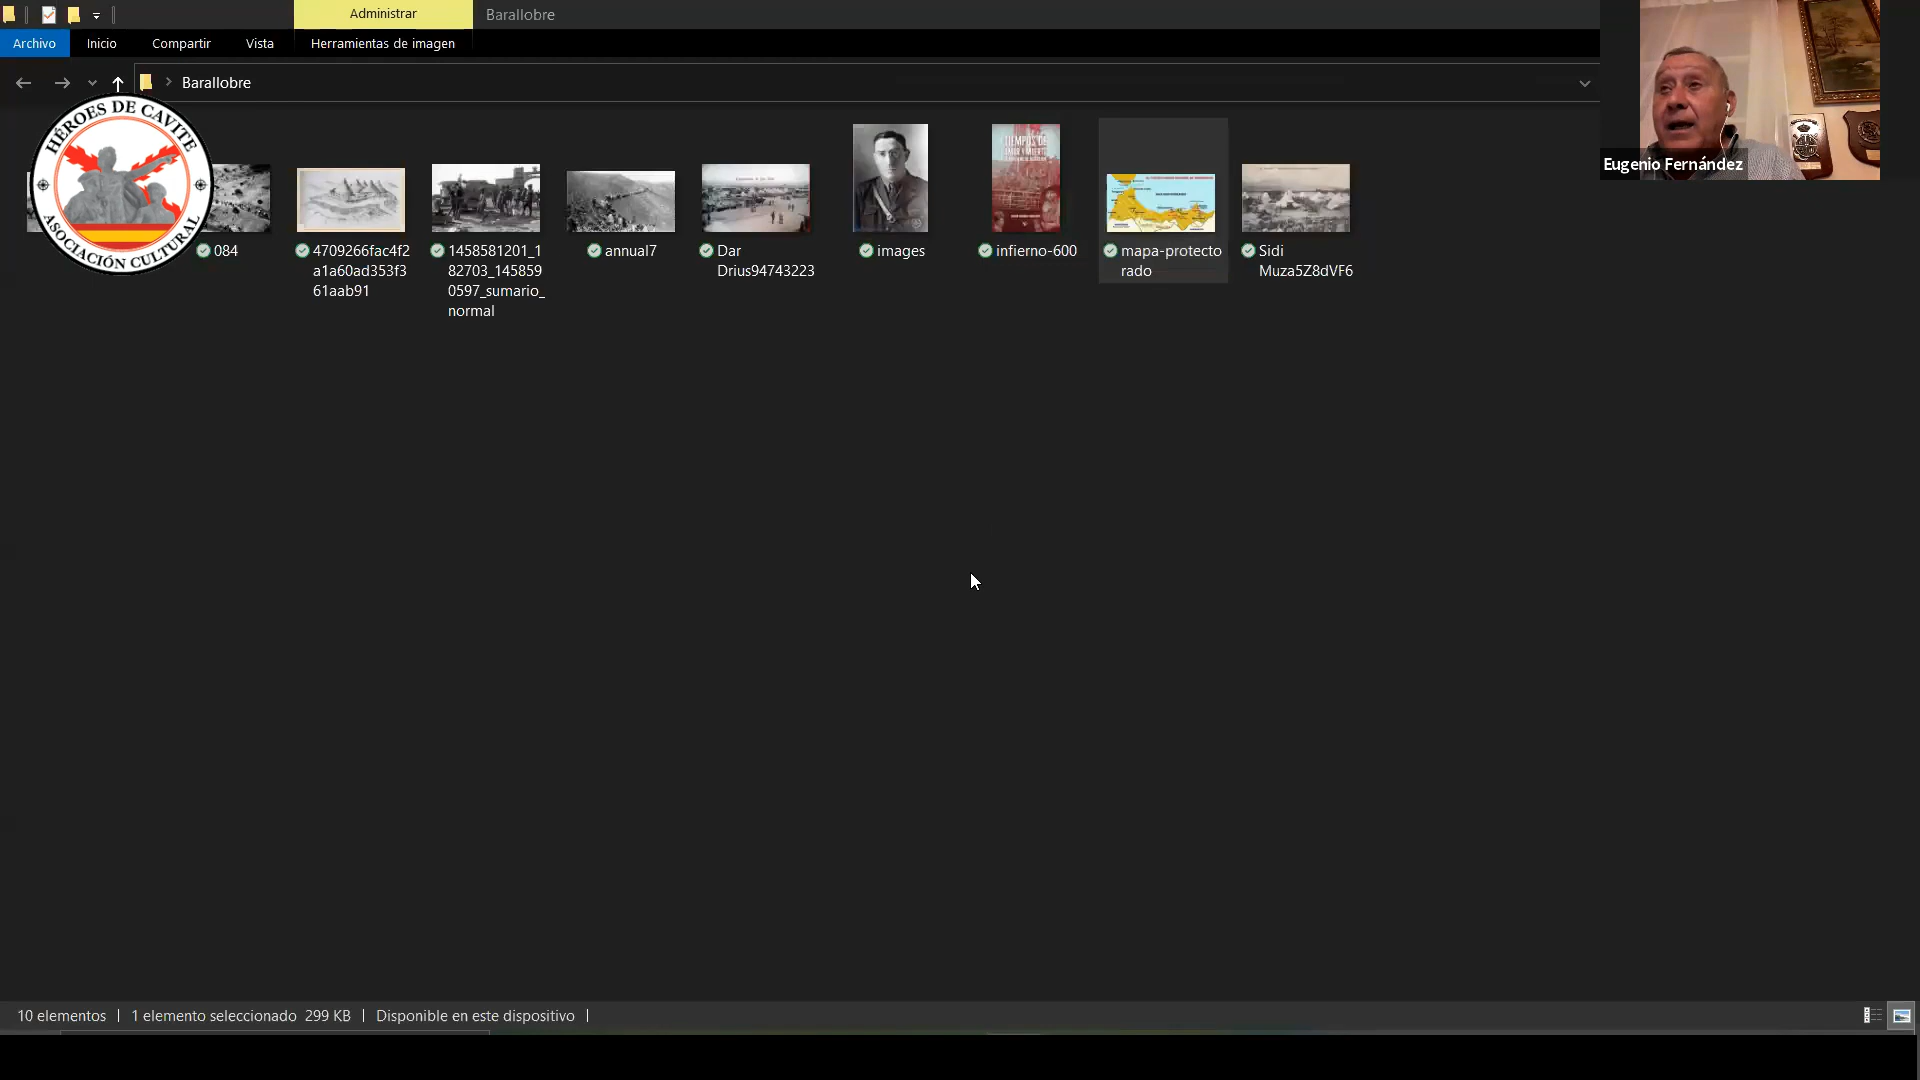 Administrar
Barallobre
Archivo
Inicio
Compartir
Vista
Herramientas de imagen
Barallobre
HÉROES DE CAVITE
ASOCIACIÓN CULTURAL
084
4709266fac4f2
a1a60ad353f3
61aab91
1458581201_1
82703_145859
0597_sumario_
normal
annual7
Dar
Drius94743223
images
TIEMPOS DE
infierno-600
mapa-protecto
rado
Sidi
Muza5Z8dVF6
Eugenio Fernández
10 elementos
1 elemento seleccionado 299 KB
Disponible en este dispositivo